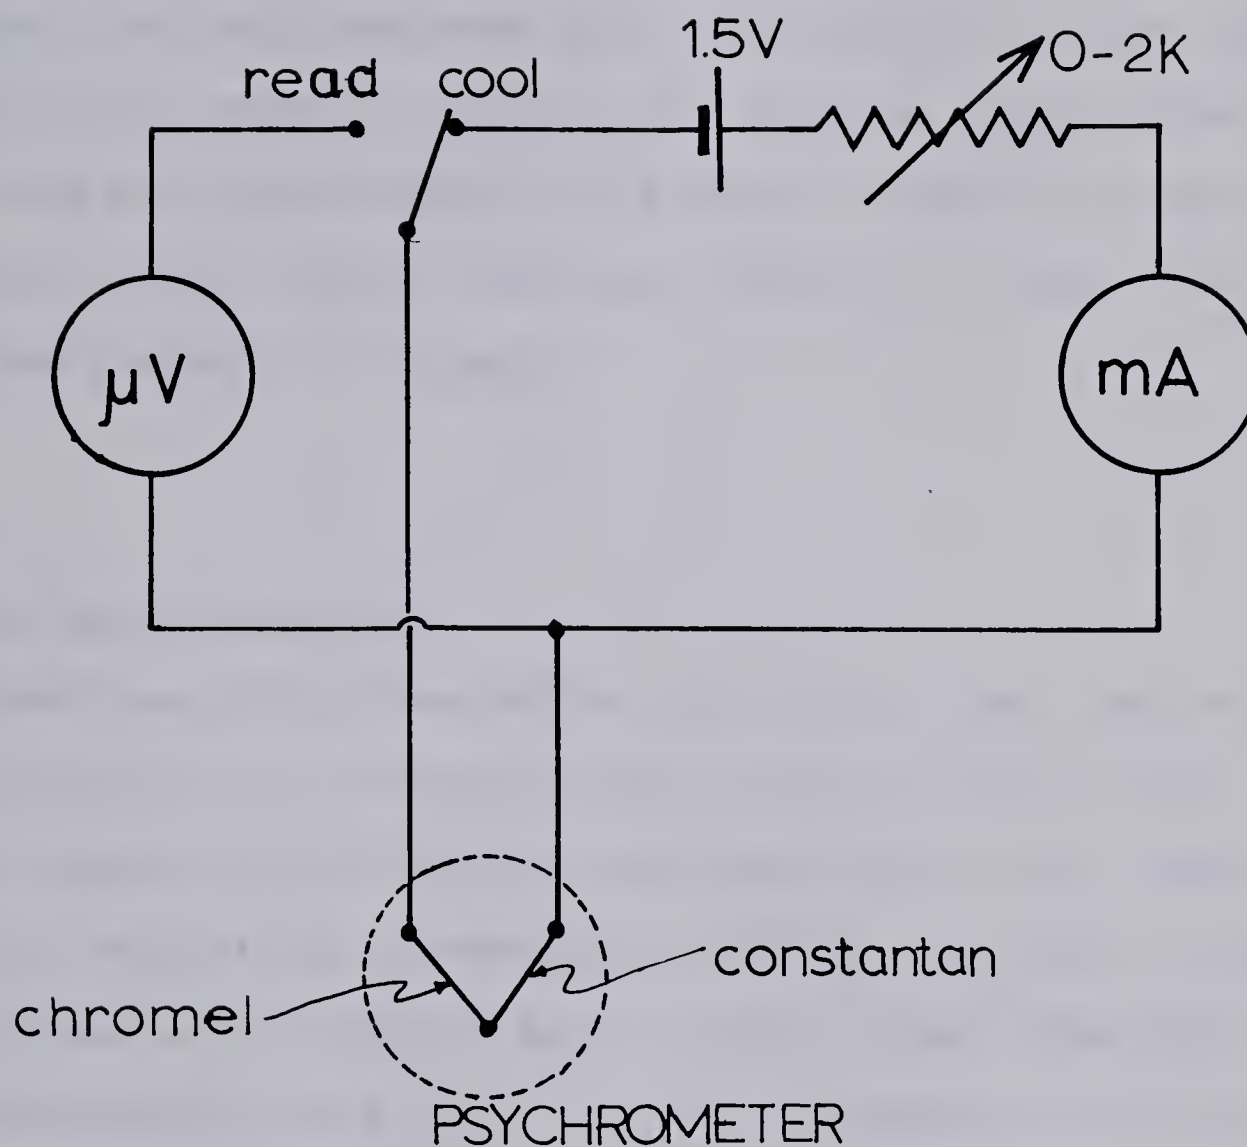 1.5V
read cool
0-2K
μV
mA
constantan
chromel
PSYCHROMETER